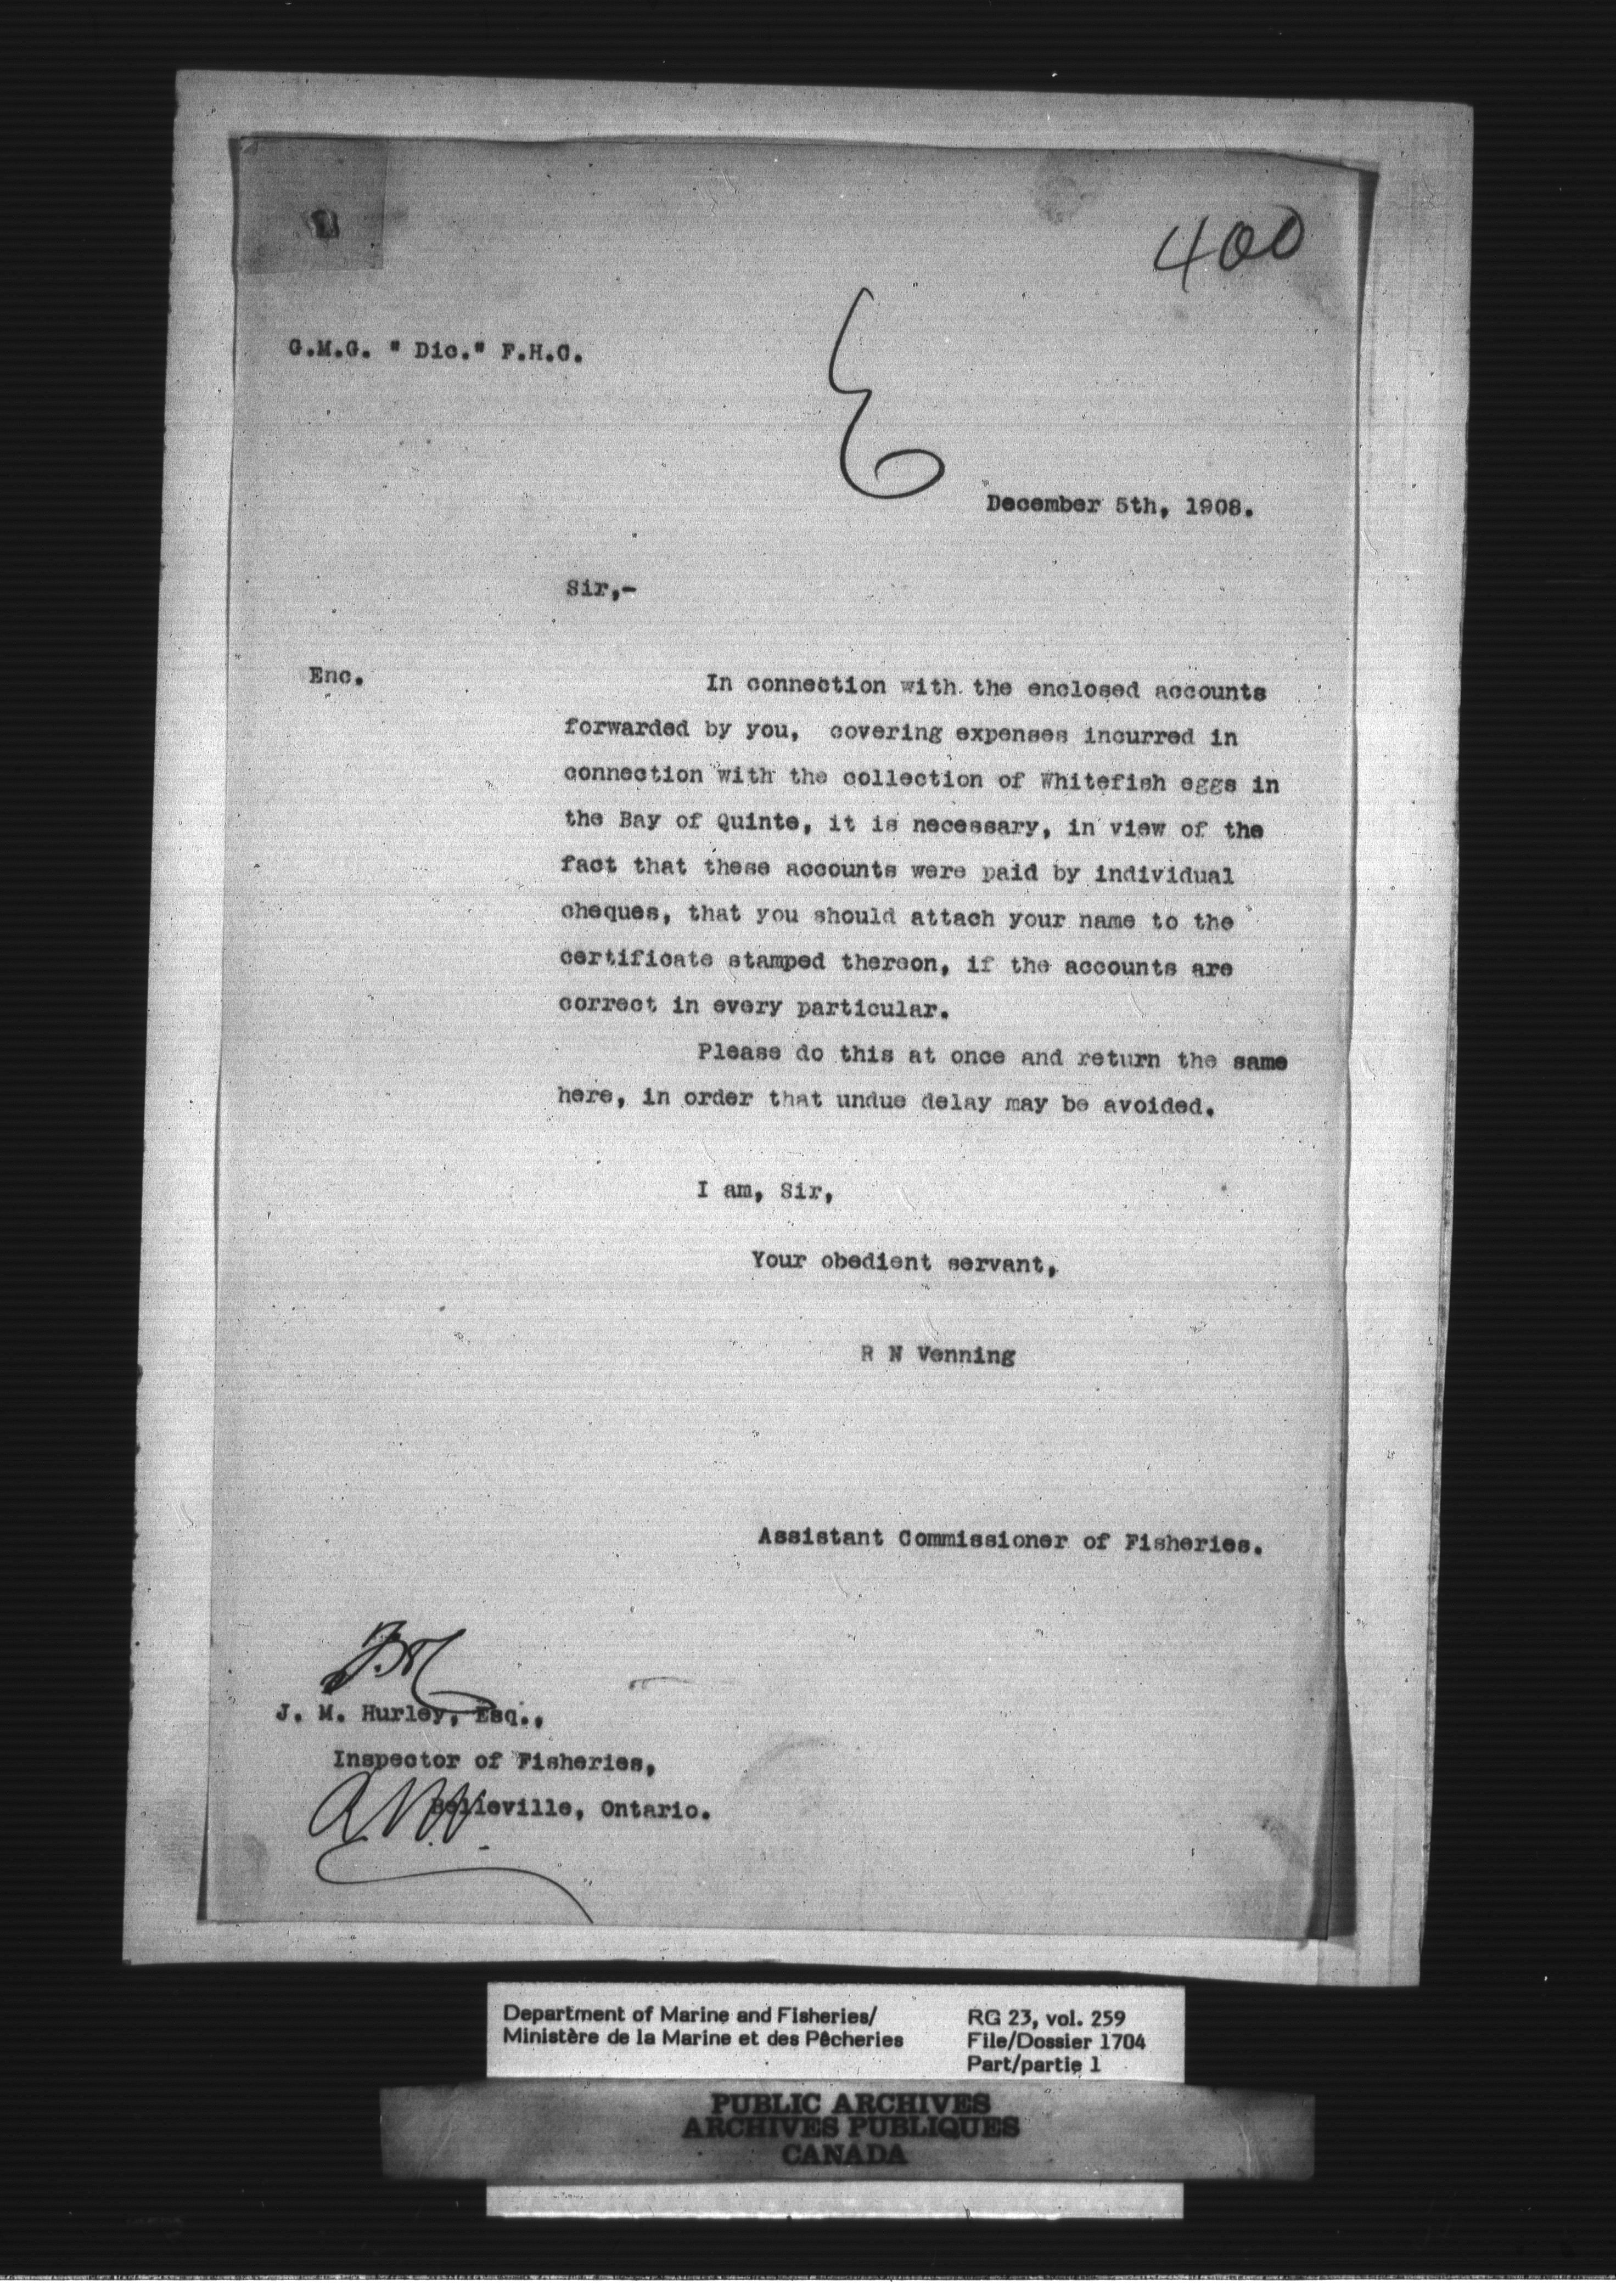 400
G.M.G. " Dic." F.H.C.
December 5th, 1908.
Sir,-
Enc.
In connection with the enclosed accounts
forwarded by you, covering expenses incurred in
connection with the collection of Whitefish eggs in
the Bay of Quinte, it is necessary, in view of the
fact that these accounts were paid by individual
cheques, that you should attach your name to the
certificate stamped thereon, if the accounts are
correct in every particular.
Please do this at once and return the same
here, in order that undue delay may be avoided.
I am, Sir,
Your obedient servant,
R N Venning
Assistant Commissioner of Fisheries.
J. M. Hurley, Esq.,
Inspector of Fisheries,
Belleville, Ontario.
Department of Marine and Fisheries/
Ministère de la Marine et des Pêcheries
RG 23, vol. 259
File/Dossier 1704
Part/partie 1
PUBLIC ARCHIVES
ARCHIVES PUBLIQUES
CANADA